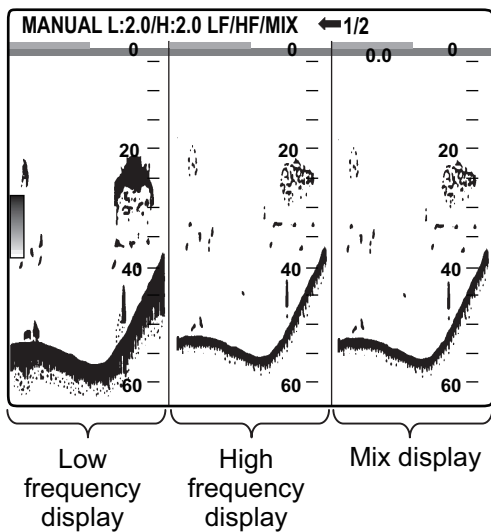 MANUAL L:2.0/H:2.0 LF/HF/MIX ←1/2
0 0 0.0 0
20 20 20
40 40 40
60 60 60
Low frequency display
High frequency display
Mix display